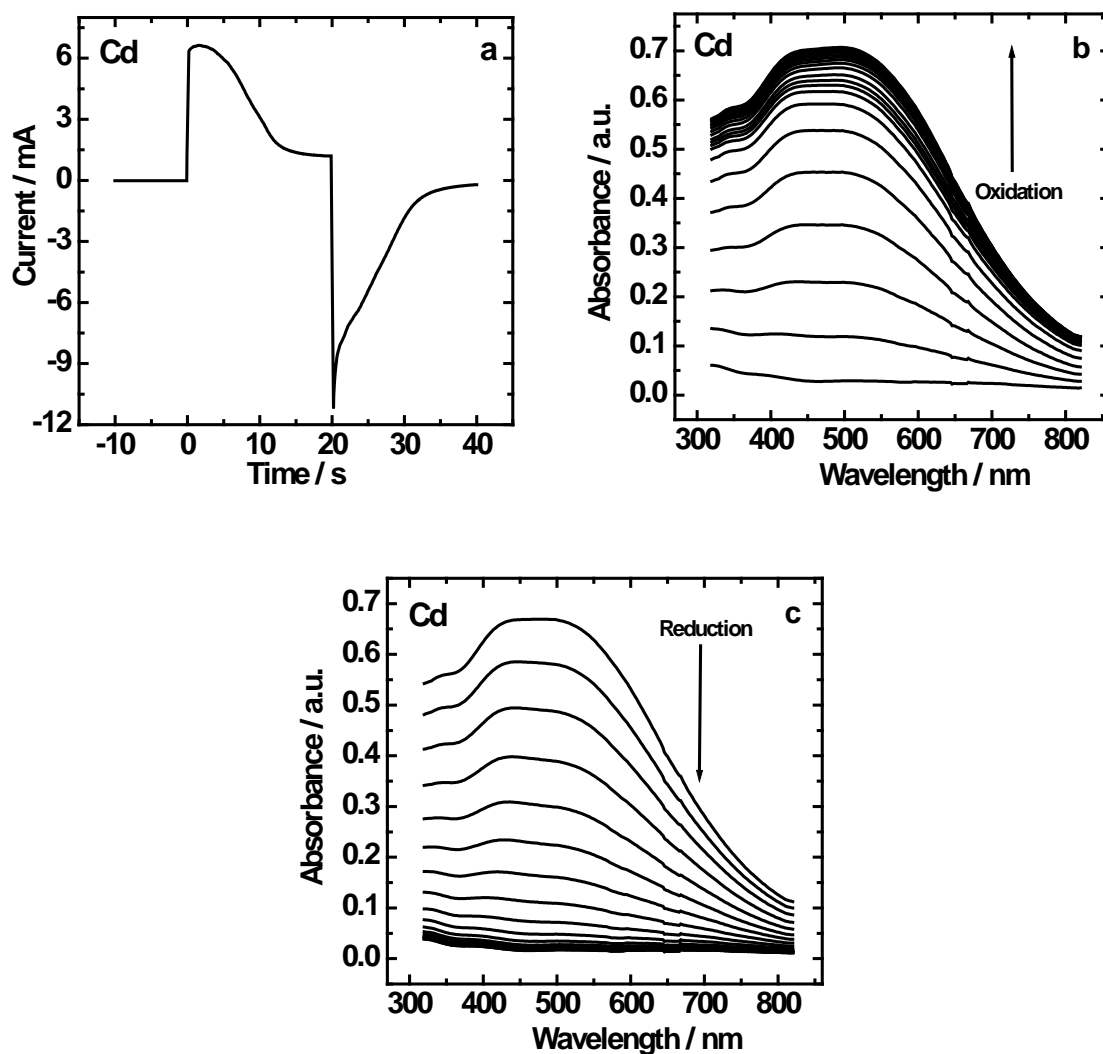 Cd
a
6
3
0
-3
-6
-9
-12
Current / mA
-10 0 10 20 30 40
Time / s
Cd
b
0.7
0.6
0.5
0.4
0.3
0.2
0.1
0.0
Absorbance / a.u.
Oxidation
300 400 500 600 700 800
Wavelength / nm
Cd
c
Reduction
0.7
0.6
0.5
0.4
0.3
0.2
0.1
0.0
Absorbance / a.u.
300 400 500 600 700 800
Wavelength / nm